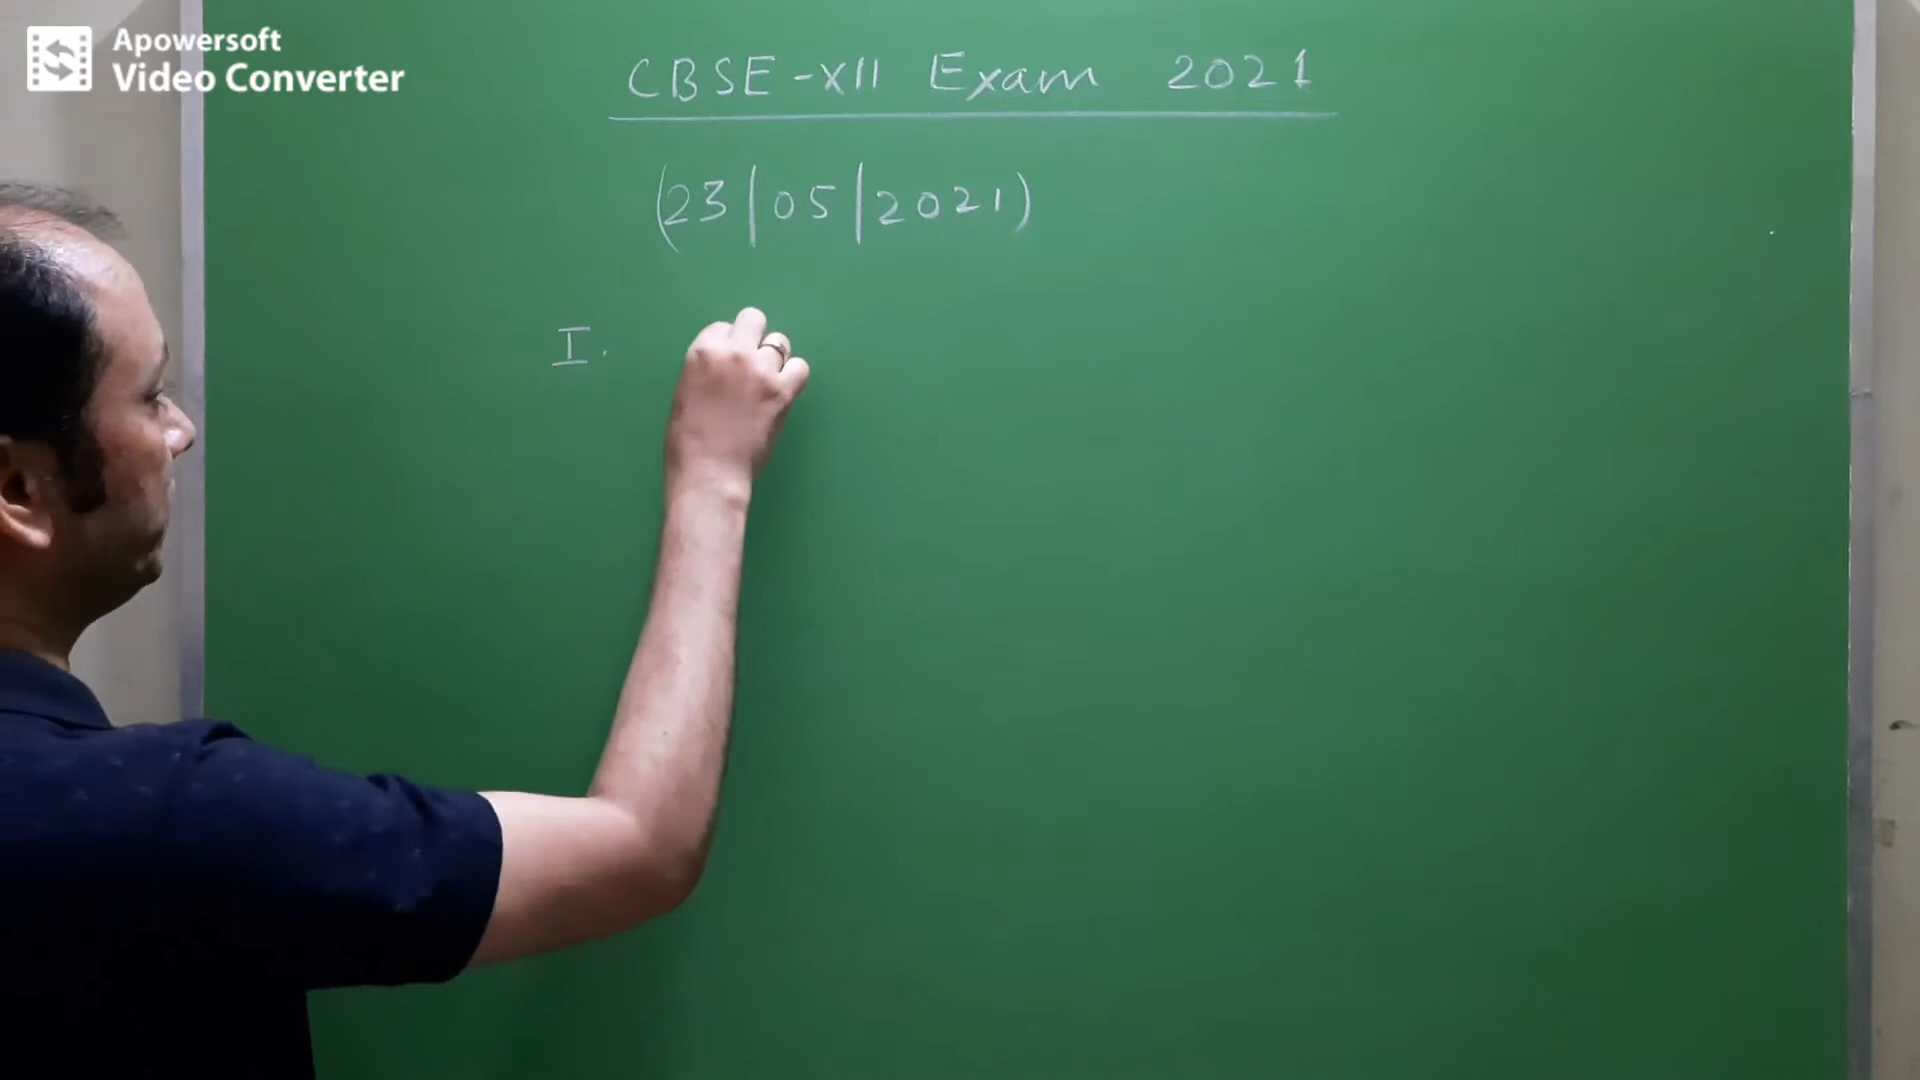 Apowersoft
Video Converter
CBSE-XII Exam 2021
(23|05|2021)
I.